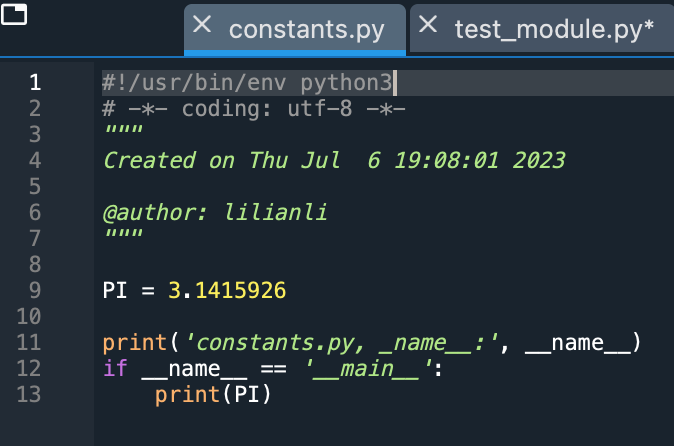 constants.py
test_module.py*
1 #!/usr/bin/env python3
2 # -*- coding: utf-8 -*-
3 """
4 Created on Thu Jul  6 19:08:01 2023
5
6 @author: lilianli
7 """
8
9 PI = 3.1415926
10
11 print('constants.py, _name__:', __name__)
12 if __name__ == '__main__':
13     print(PI)